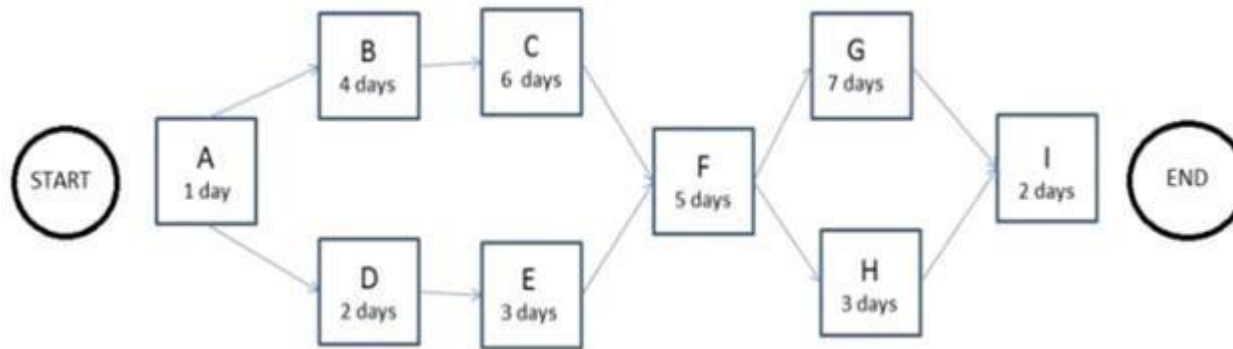 START
A
1 day
B
4 days
C
6 days
D
2 days
E
3 days
F
5 days
G
7 days
H
3 days
I
2 days
END